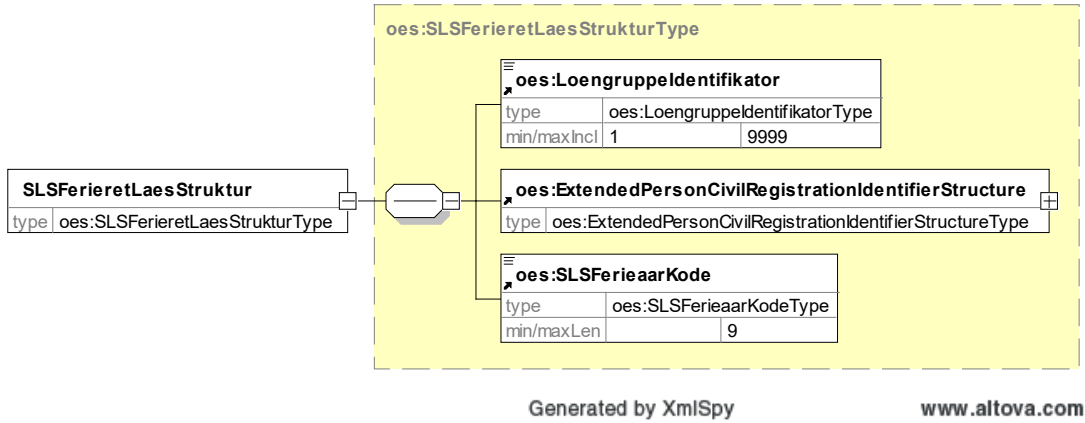 oes:SLSFerieretLaesStrukturType
oes:LoengruppeIdentifikator
type oes:LoengruppeIdentifikatorType
min/maxIncl 1 9999
SLSFerieretLaesStruktur
type oes:SLSFerieretLaesStrukturType
oes:ExtendedPersonCivilRegistrationIdentifierStructure
type oes:ExtendedPersonCivilRegistrationIdentifierStructureType
oes:SLSFerieaarKode
type oes:SLSFerieaarKodeType
min/maxLen 9
Generated by XmlSpy www.altova.com